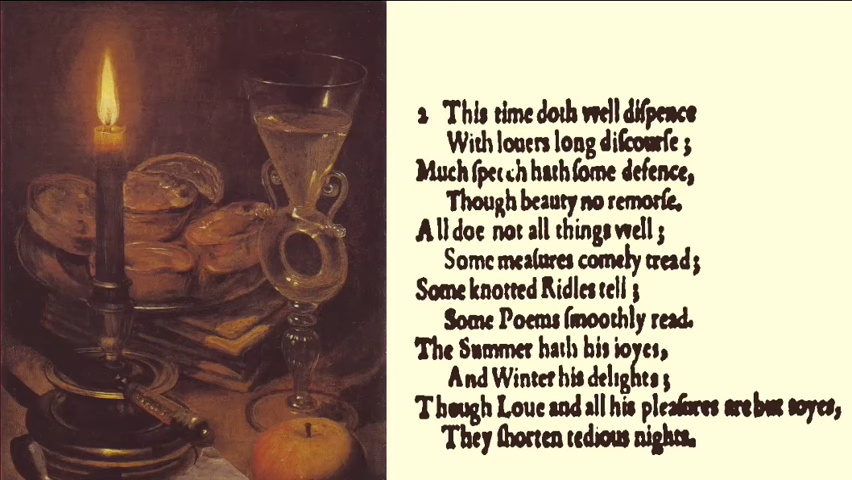 2 This time doth well dispence
With louers long discourse ;
Much speech hath some defence,
Though beauty no remorse.
All doe not all things well ;
Some measures comely tread ;
Some knotted Ridles tell ;
Some Poems smoothly read.
The Summer hath his ioyes,
And Winter his delights ;
Though Loue and all his pleasures are but toyes,
They shorten tedious nights.